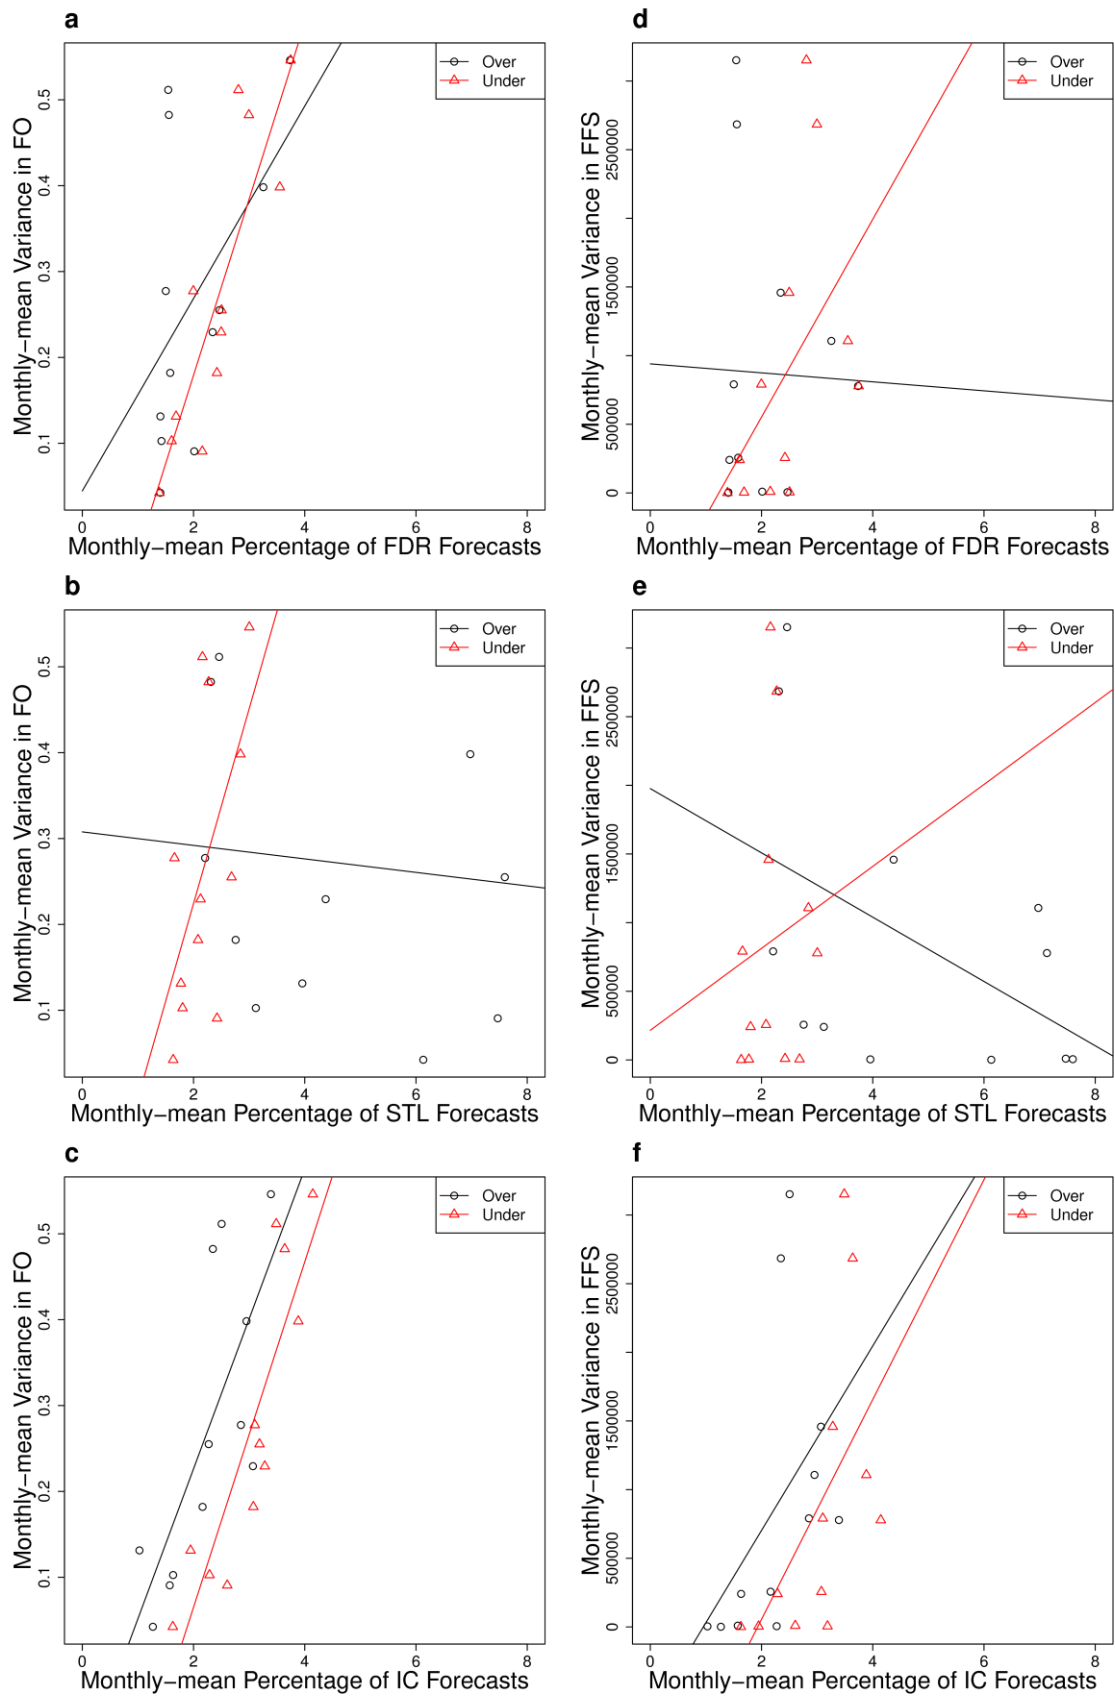 a
Over
Under
Monthly-mean Variance in FO
0.1 0.2 0.3 0.4 0.5
0 2 4 6 8
Monthly-mean Percentage of FDR Forecasts
d
Over
Under
Monthly-mean Variance in FFS
0 500000 1500000 2500000
0 2 4 6 8
Monthly-mean Percentage of FDR Forecasts
b
Over
Under
Monthly-mean Variance in FO
0.1 0.2 0.3 0.4 0.5
0 2 4 6 8
Monthly-mean Percentage of STL Forecasts
e
Over
Under
Monthly-mean Variance in FFS
0 500000 1500000 2500000
0 2 4 6 8
Monthly-mean Percentage of STL Forecasts
c
Over
Under
Monthly-mean Variance in FO
0.1 0.2 0.3 0.4 0.5
0 2 4 6 8
Monthly-mean Percentage of IC Forecasts
f
Over
Under
Monthly-mean Variance in FFS
0 500000 1500000 2500000
0 2 4 6 8
Monthly-mean Percentage of IC Forecasts